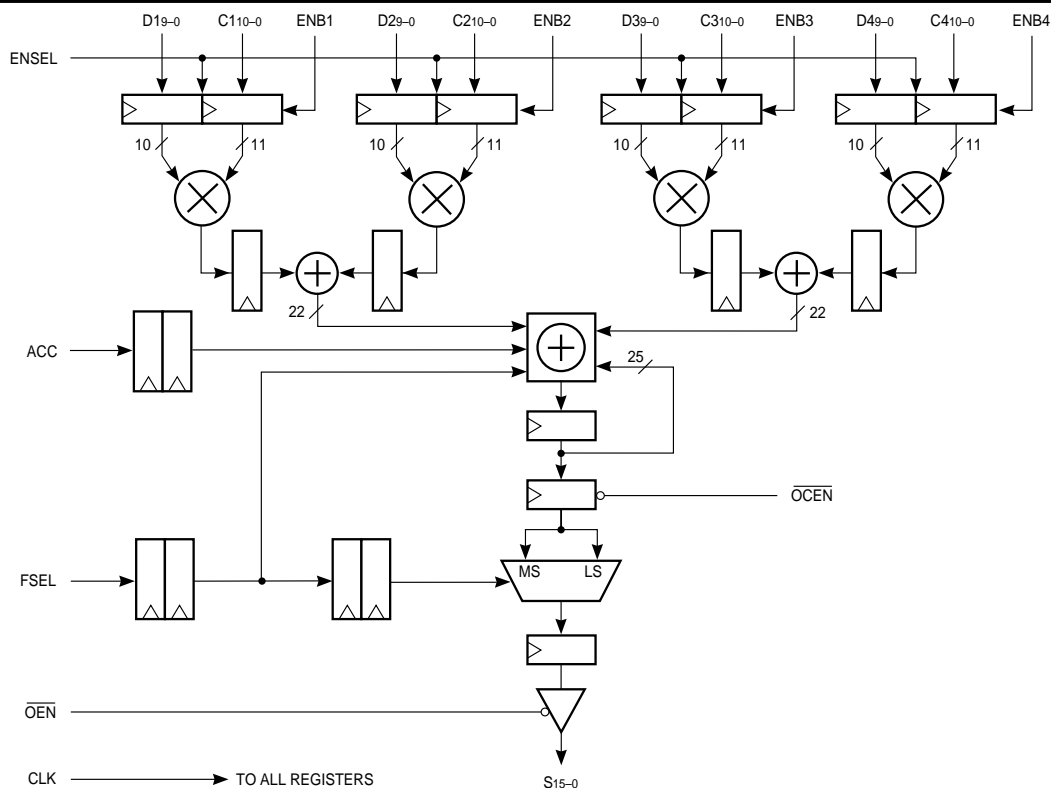 D19–0 C110–0 ENB1 D29–0 C210–0 ENB2 D39–0 C310–0 ENB3 D49–0 C410–0 ENB4
ENSEL
10 11 10 11 10 11 10 11
22 22
ACC
25
OCEN
FSEL
MS LS
OEN
CLK TO ALL REGISTERS
S15–0